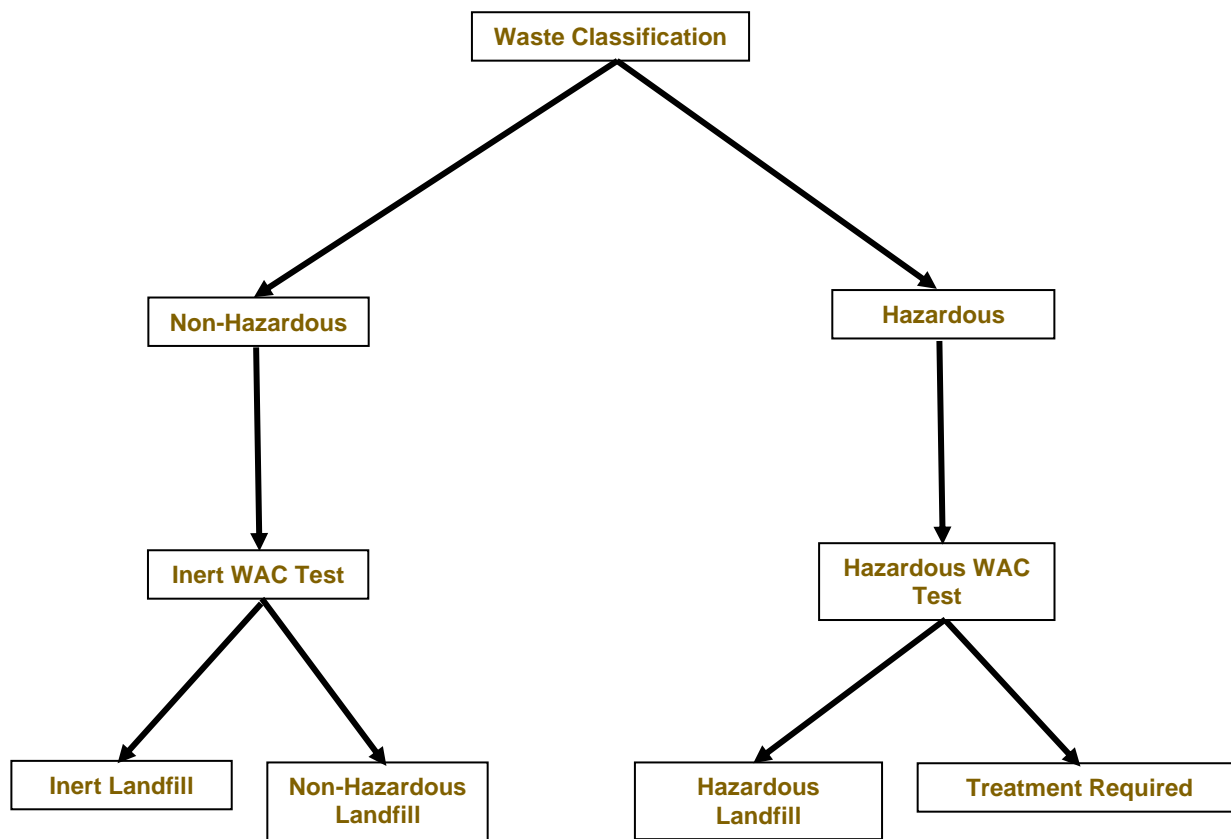 Waste Classification
Non-Hazardous
Hazardous
Inert WAC Test
Hazardous WAC
Test
Inert Landfill
Non-Hazardous
Landfill
Hazardous
Landfill
Treatment Required